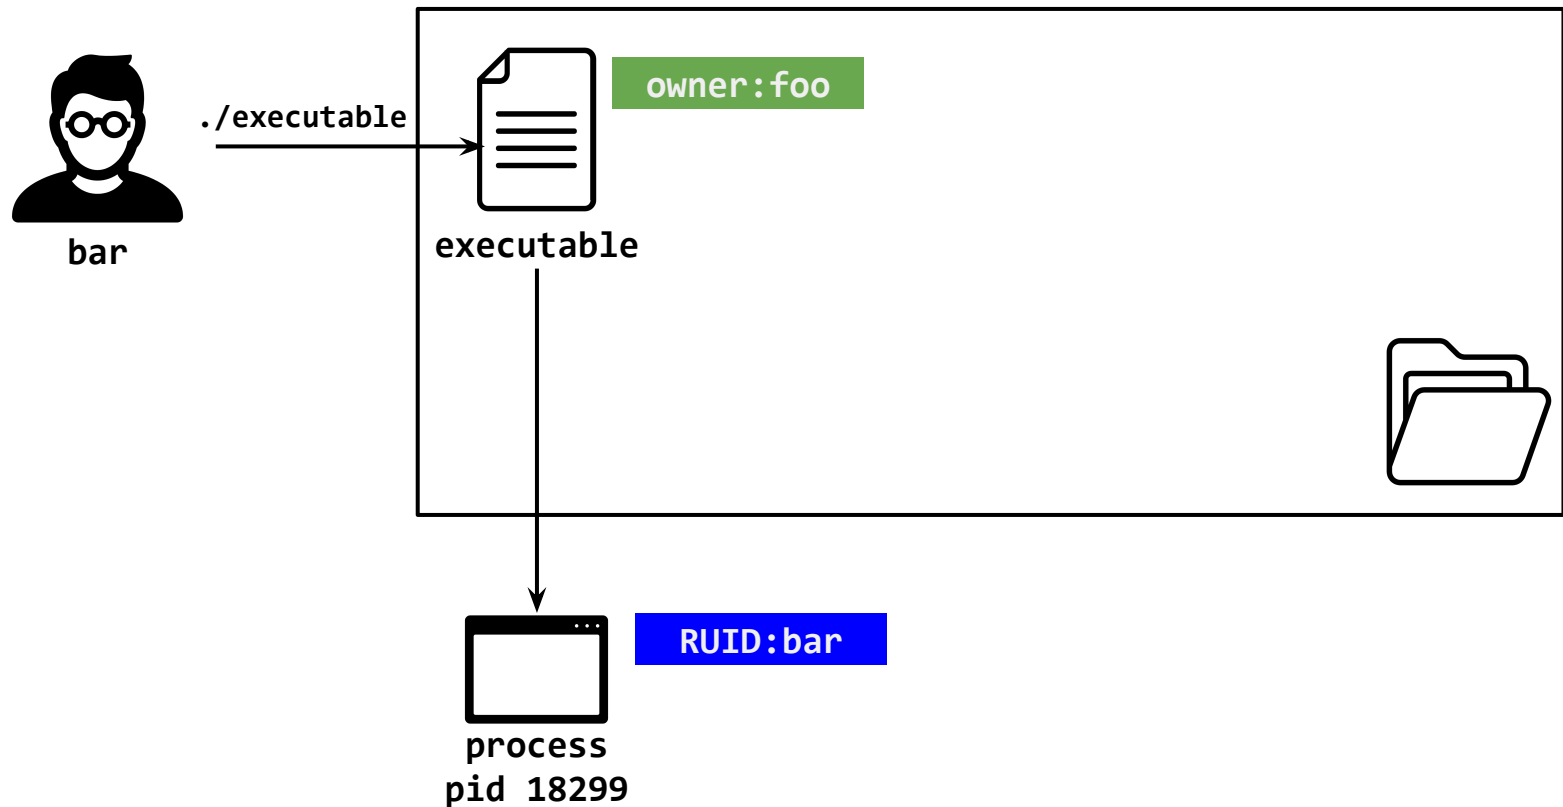 owner:foo
./executable
bar
executable
RUID:bar
process
pid 18299